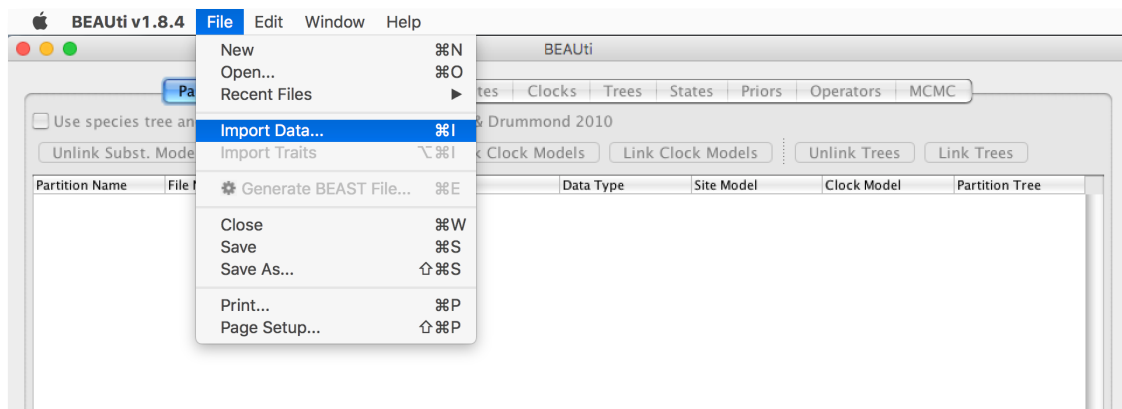 BEAUti v1.8.4 File Edit Window Help
BEAUti
New ⌘N
Open... ⌘O
Recent Files ▶
Import Data... ⌘I
Import Traits ⌥⌘I
Generate BEAST File... ⌘E
Close ⌘W
Save ⌘S
Save As... ⇧⌘S
Print... ⌘P
Page Setup... ⇧⌘P
Clocks Trees States Priors Operators MCMC
Use species tree & Drummond 2010
Unlink Subst. Clock Models Link Clock Models Unlink Trees Link Trees
Partition Name File Data Type Site Model Clock Model Partition Tree